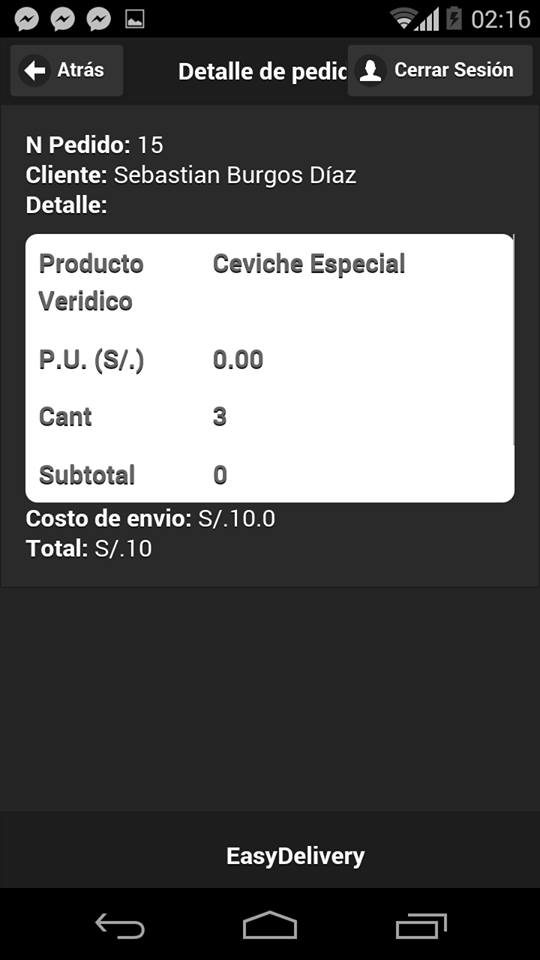 02:16
Atrás
Detalle de pedid
Cerrar Sesión
N Pedido: 15
Cliente: Sebastian Burgos Díaz
Detalle:
Producto Ceviche Especial
Veridico
P.U. (S/.) 0.00
Cant 3
Subtotal 0
Costo de envio: S/.10.0
Total: S/.10
EasyDelivery